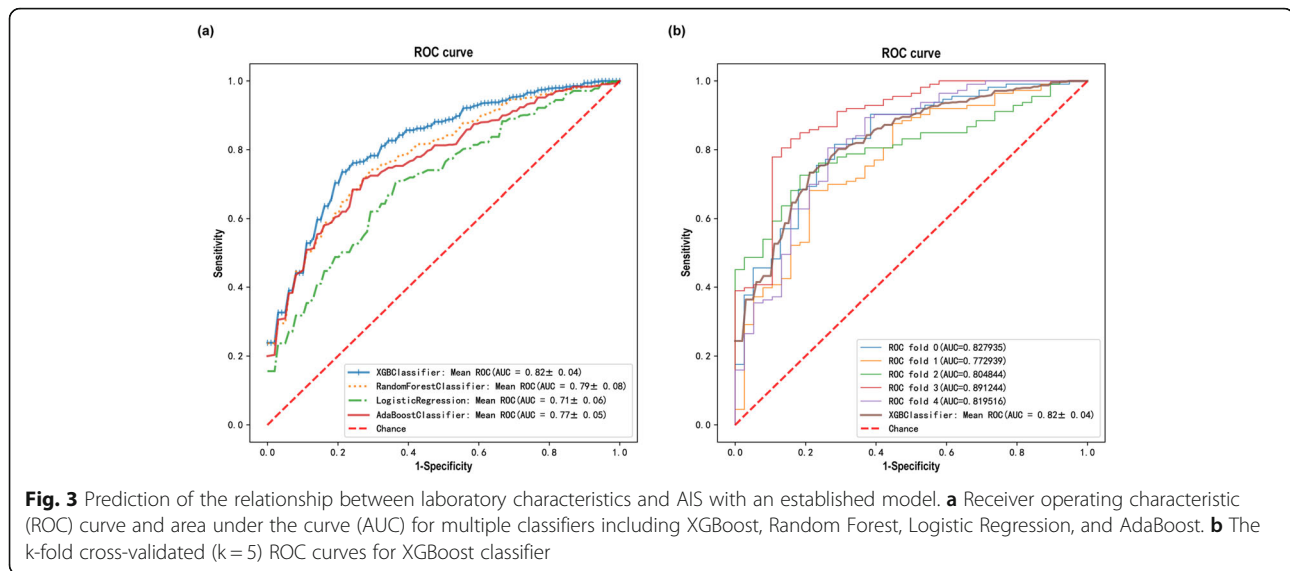 (a)
ROC curve
1.0
0.8
0.6
0.4
0.2
0.0
Sensitivity
XGBClassifier: Mean ROC(AUC = 0.82± 0.04)
RandomForestClassifier: Mean ROC(AUC = 0.79± 0.08)
LogisticRegression: Mean ROC(AUC = 0.71± 0.06)
AdaBoostClassifier: Mean ROC(AUC = 0.77± 0.05)
Chance
0.0 0.2 0.4 0.6 0.8 1.0
1-Specificity
(b)
ROC curve
1.0
0.8
0.6
0.4
0.2
0.0
Sensitivity
ROC fold 0(AUC=0.827935)
ROC fold 1(AUC=0.772939)
ROC fold 2(AUC=0.804844)
ROC fold 3(AUC=0.891244)
ROC fold 4(AUC=0.819516)
XGBClassifier: Mean ROC(AUC = 0.82± 0.04)
Chance
0.0 0.2 0.4 0.6 0.8 1.0
1-Specificity
Fig. 3 Prediction of the relationship between laboratory characteristics and AIS with an established model. a Receiver operating characteristic
(ROC) curve and area under the curve (AUC) for multiple classifiers including XGBoost, Random Forest, Logistic Regression, and AdaBoost. b The
k-fold cross-validated (k = 5) ROC curves for XGBoost classifier